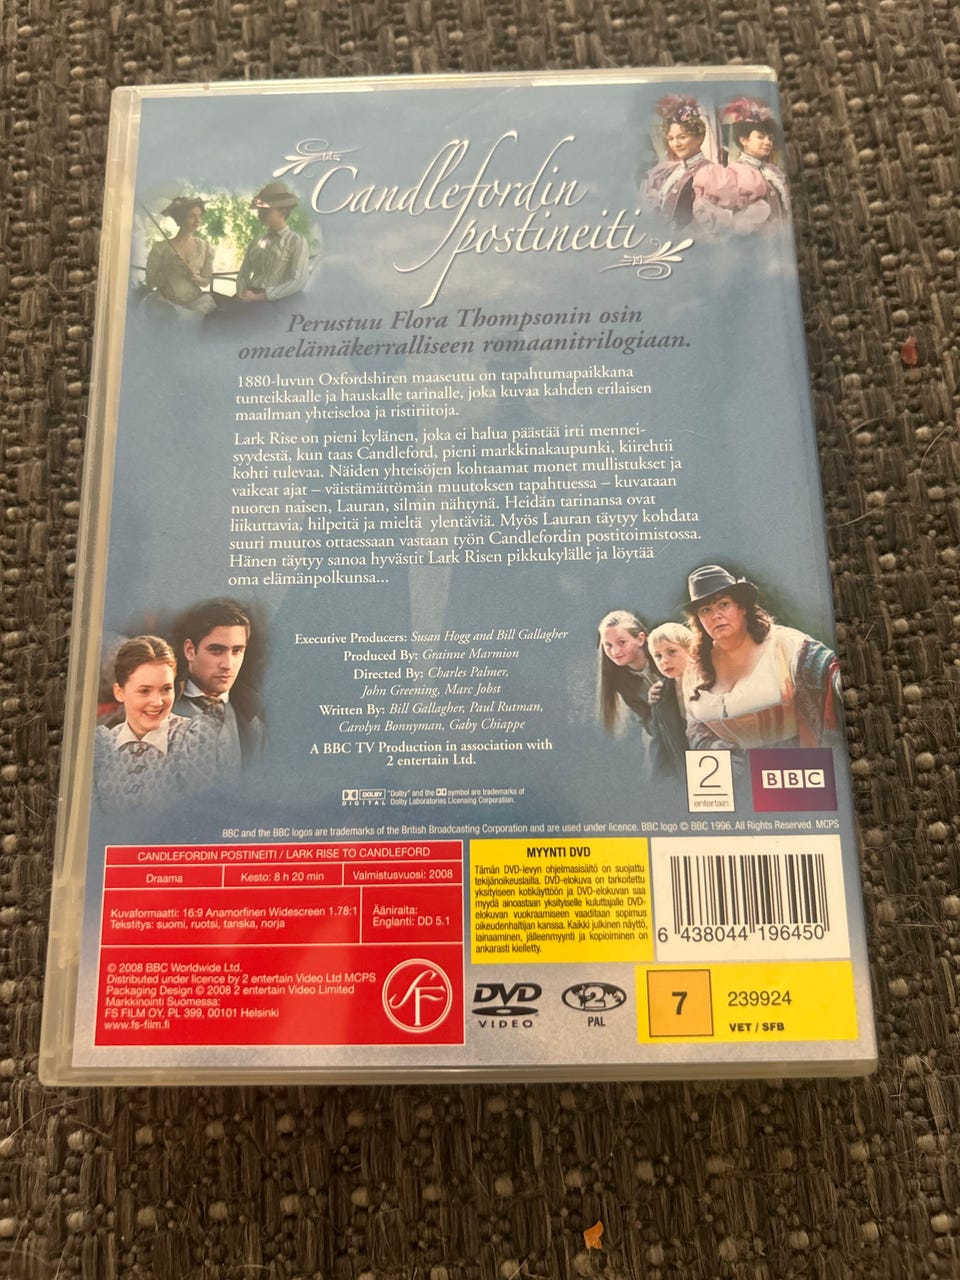 Candlefordin
postineiti
Perustuu Flora Thompsonin osin
omaelämäkerralliseen romaanitrilogiaan.
1880-luvun Oxfordshiren maaseutu on tapahtumapaikkana
tunteikkaalle ja hauskalle tarinalle, joka kuvaa kahden erilaisen
maailman yhteiseloa ja ristiriitoja.
Lark Rise on pieni kylänen, joka ei halua päästää irti mennei-
syydestä, kun taas Candleford, pieni markkinakaupunki, kiirehtii
kohti tulevaa. Näiden yhteisöjen kohtaamat monet mullistukset ja
vaikeat ajat – väistämättömän muutoksen tapahtuessa – kuvataan
nuoren naisen, Lauran, silmin nähtynä. Heidän tarinansa ovat
liikuttavia, hilpeitä ja mieltä ylentäviä. Myös Lauran täytyy kohdata
suuri muutos ottaessaan vastaan työn Candlefordin postitoimistossa.
Hänen täytyy sanoa hyvästit Lark Risen pikkukylälle ja löytää
oma elämänpolkunsa...
Executive Producers: Susan Hogg and Bill Gallagher
Produced By: Grainne Marmion
Directed By: Charles Palmer,
John Greening, Marc Jobst
Written By: Bill Gallagher, Paul Rutman,
Carolyn Bonnyman, Gaby Chiappe
A BBC TV Production in association with
2 entertain Ltd.
2
entertain
BBC
DOLBY
DIGITAL
"Dolby" and the symbol are trademarks of
Dolby Laboratories Licensing Corporation.
BBC and the BBC logos are trademarks of the British Broadcasting Corporation and are used under licence. BBC logo © BBC 1996. All Rights Reserved. MCPS
CANDLEFORDIN POSTINEITI / LARK RISE TO CANDLEFORD
Draama
Kesto: 8 h 20 min
Valmistusvuosi: 2008
Kuvaformaatti: 16:9 Anamorfinen Widescreen 1.78:1
Tekstitys: suomi, ruotsi, tanska, norja
Ääniraita:
Englanti: DD 5.1
© 2008 BBC Worldwide Ltd.
Distributed under licence by 2 entertain Video Ltd MCPS
Packaging Design © 2008 2 entertain Video Limited
Markkinointi Suomessa:
FS FILM OY, PL 399, 00101 Helsinki
www.fs-film.fi
SF
MYYNTI DVD
Tämän DVD-levyn ohjelmasisältö on suojattu
tekijänoikeuslailla. DVD-elokuva on tarkoitettu
yksityiseen kotikäyttöön ja DVD-elokuvan saa
myydä ainoastaan yksityiselle kuluttajalle. DVD-
elokuvan vuokraamiseen vaaditaan sopimus
oikeudenhaltijan kanssa. Kaikki julkinen näyttö,
lainaaminen, jälleenmyynti ja kopioiminen on
ankarasti kielletty.
6 438044 196450
DVD
VIDEO
2
PAL
7
239924
VET / SFB